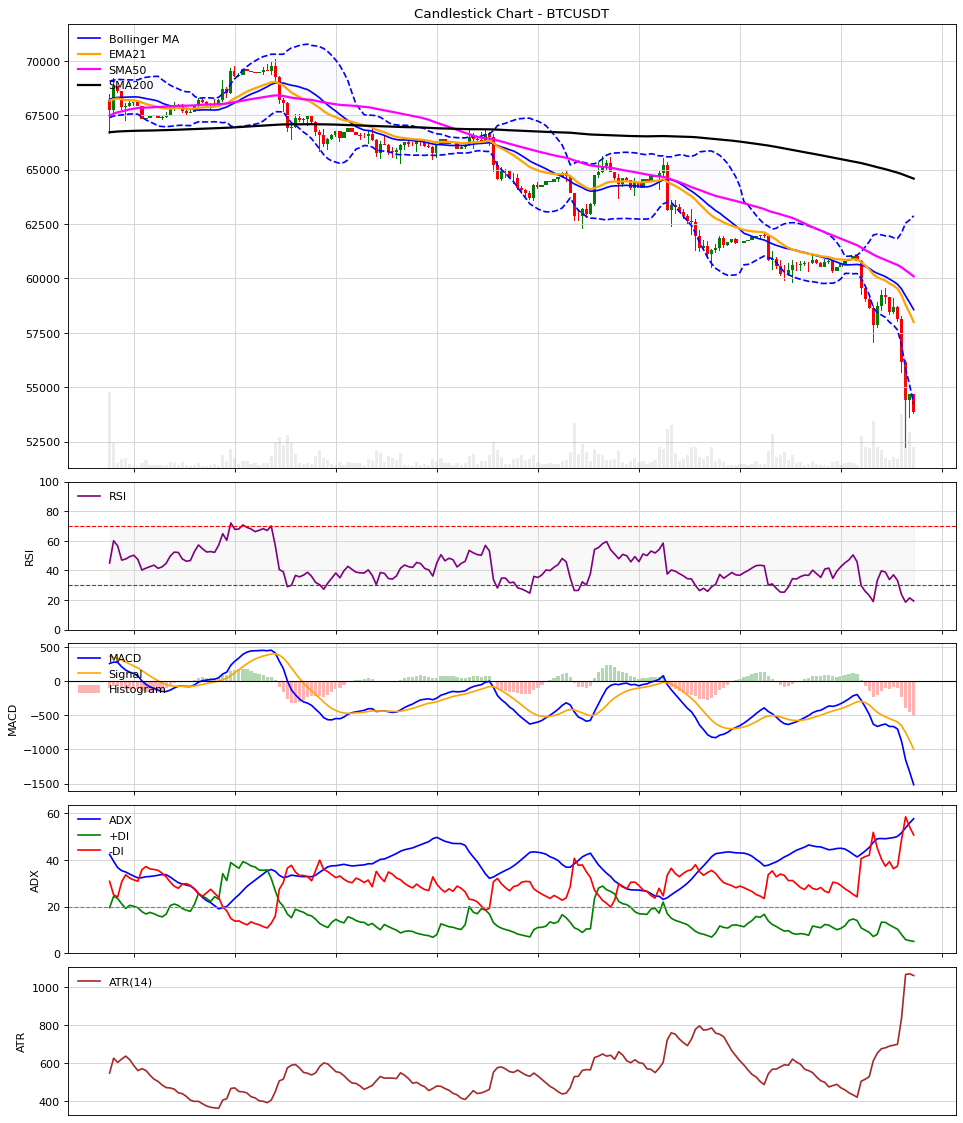 Candlestick Chart - BTCUSDT
Bollinger MA
EMA21
SMA50
SMA200
70000
67500
65000
62500
60000
57500
55000
52500
RSI
RSI
100
80
60
40
20
0
MACD
Signal
Histogram
MACD
500
0
−500
−1000
−1500
ADX
+DI
-DI
ADX
60
40
20
0
ATR(14)
ATR
1000
800
600
400